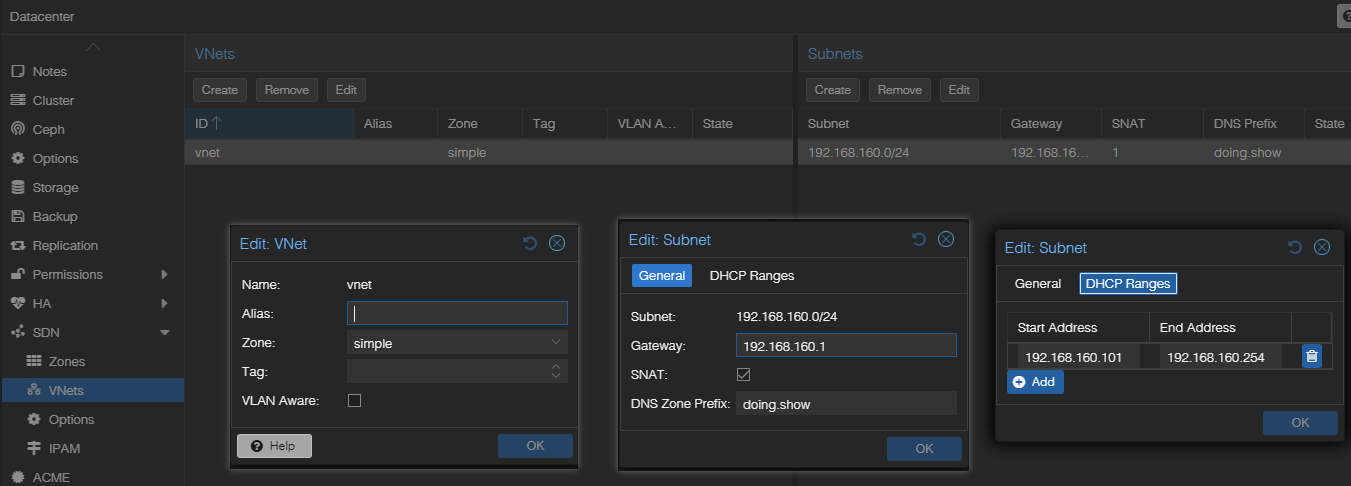 Datacenter
Notes
Cluster
Ceph
Options
Storage
Backup
Replication
Permissions
HA
SDN
Zones
VNets
Options
IPAM
ACME
VNets
Create Remove Edit
ID Alias Zone Tag VLAN A... State
vnet simple
Subnets
Create Remove Edit
Subnet Gateway SNAT DNS Prefix State
192.168.160.0/24 192.168.16... 1 doing.show
Edit: VNet
Name: vnet
Alias:
Zone: simple
Tag:
VLAN Aware:
Help OK
Edit: Subnet
General DHCP Ranges
Subnet: 192.168.160.0/24
Gateway: 192.168.160.1
SNAT:
DNS Zone Prefix: doing.show
OK
Edit: Subnet
General DHCP Ranges
Start Address End Address
192.168.160.101 192.168.160.254
Add
OK